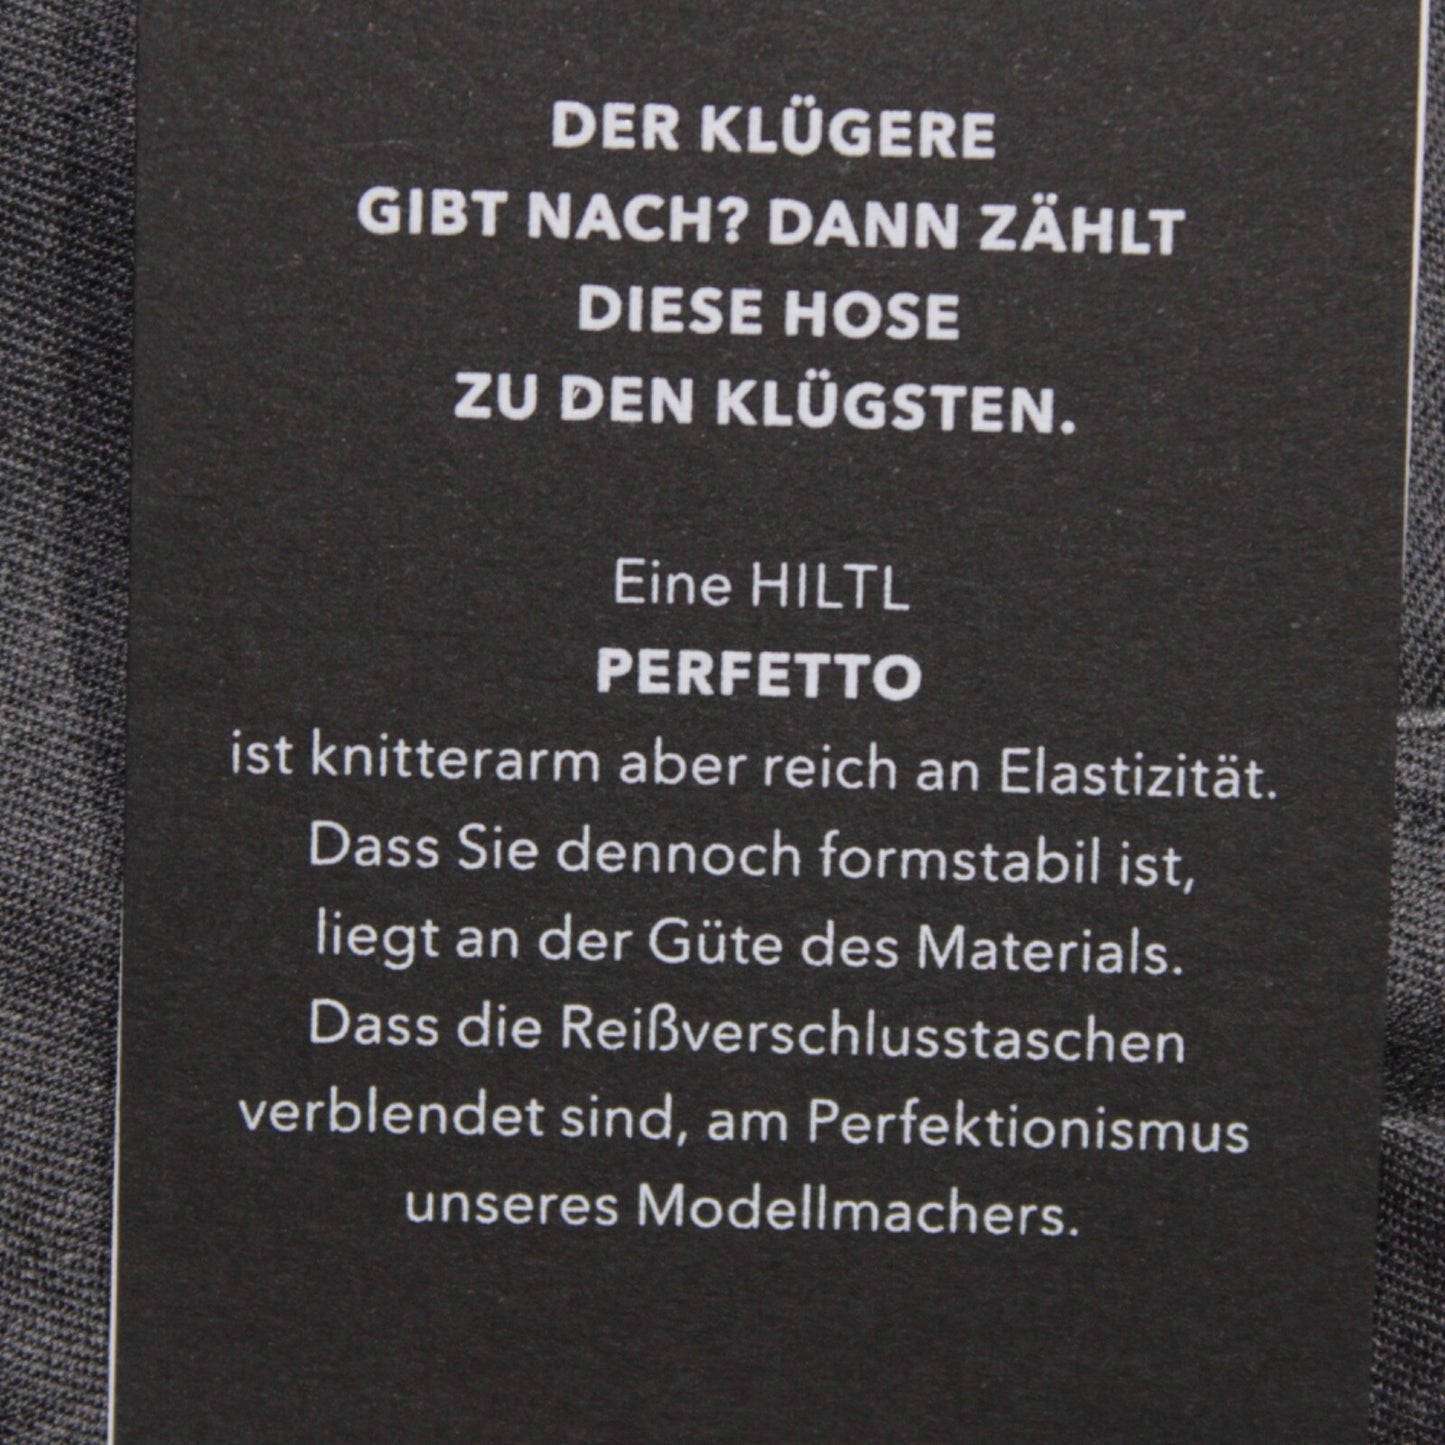 DER KLÜGERE
GIBT NACH? DANN ZÄHLT
DIESE HOSE
ZU DEN KLÜGSTEN.
Eine HILTL
PERFETTO
ist knitterarm aber reich an Elastizität.
Dass Sie dennoch formstabil ist,
liegt an der Güte des Materials.
Dass die Reißverschlusstaschen
verblendet sind, am Perfektionismus
unseres Modellmachers.